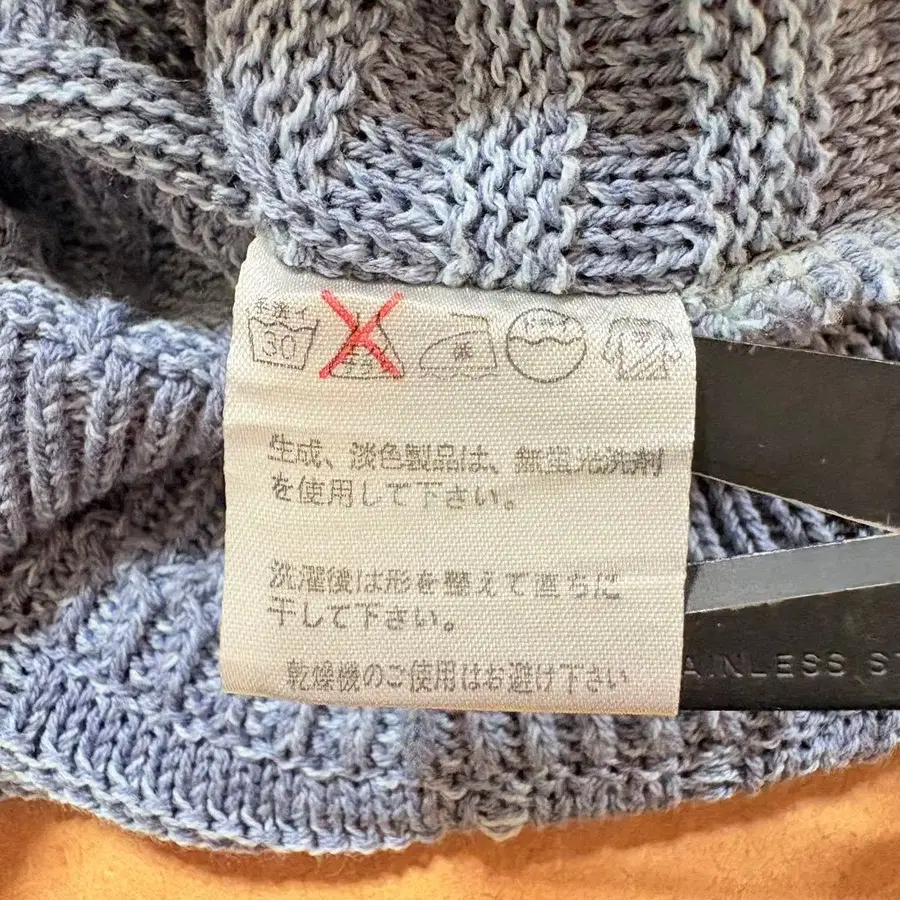 手洗イ
30
ドライ
生成、淡色製品は、無蛍光洗剤
を使用して下さい。
洗濯後は形を整えて直ちに
干して下さい。
乾燥機のご使用はお避け下さい
AINLESS ST